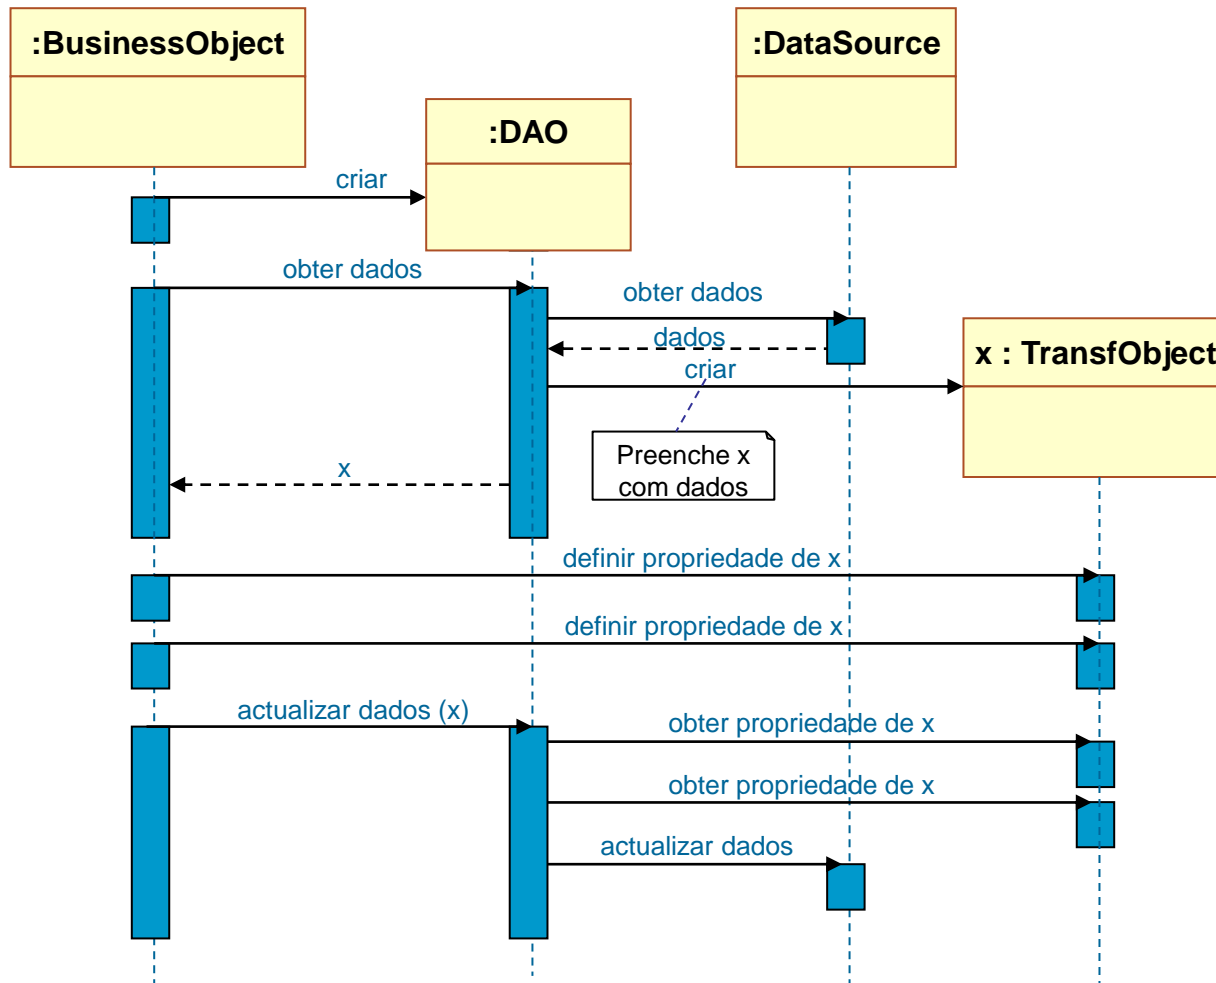 :BusinessObject
:DataSource
:DAO
criar
obter dados
obter dados
dados
x : TransfObject
criar
Preenche x
com dados
x
definir propriedade de x
definir propriedade de x
actualizar dados (x)
obter propriedade de x
obter propriedade de x
actualizar dados